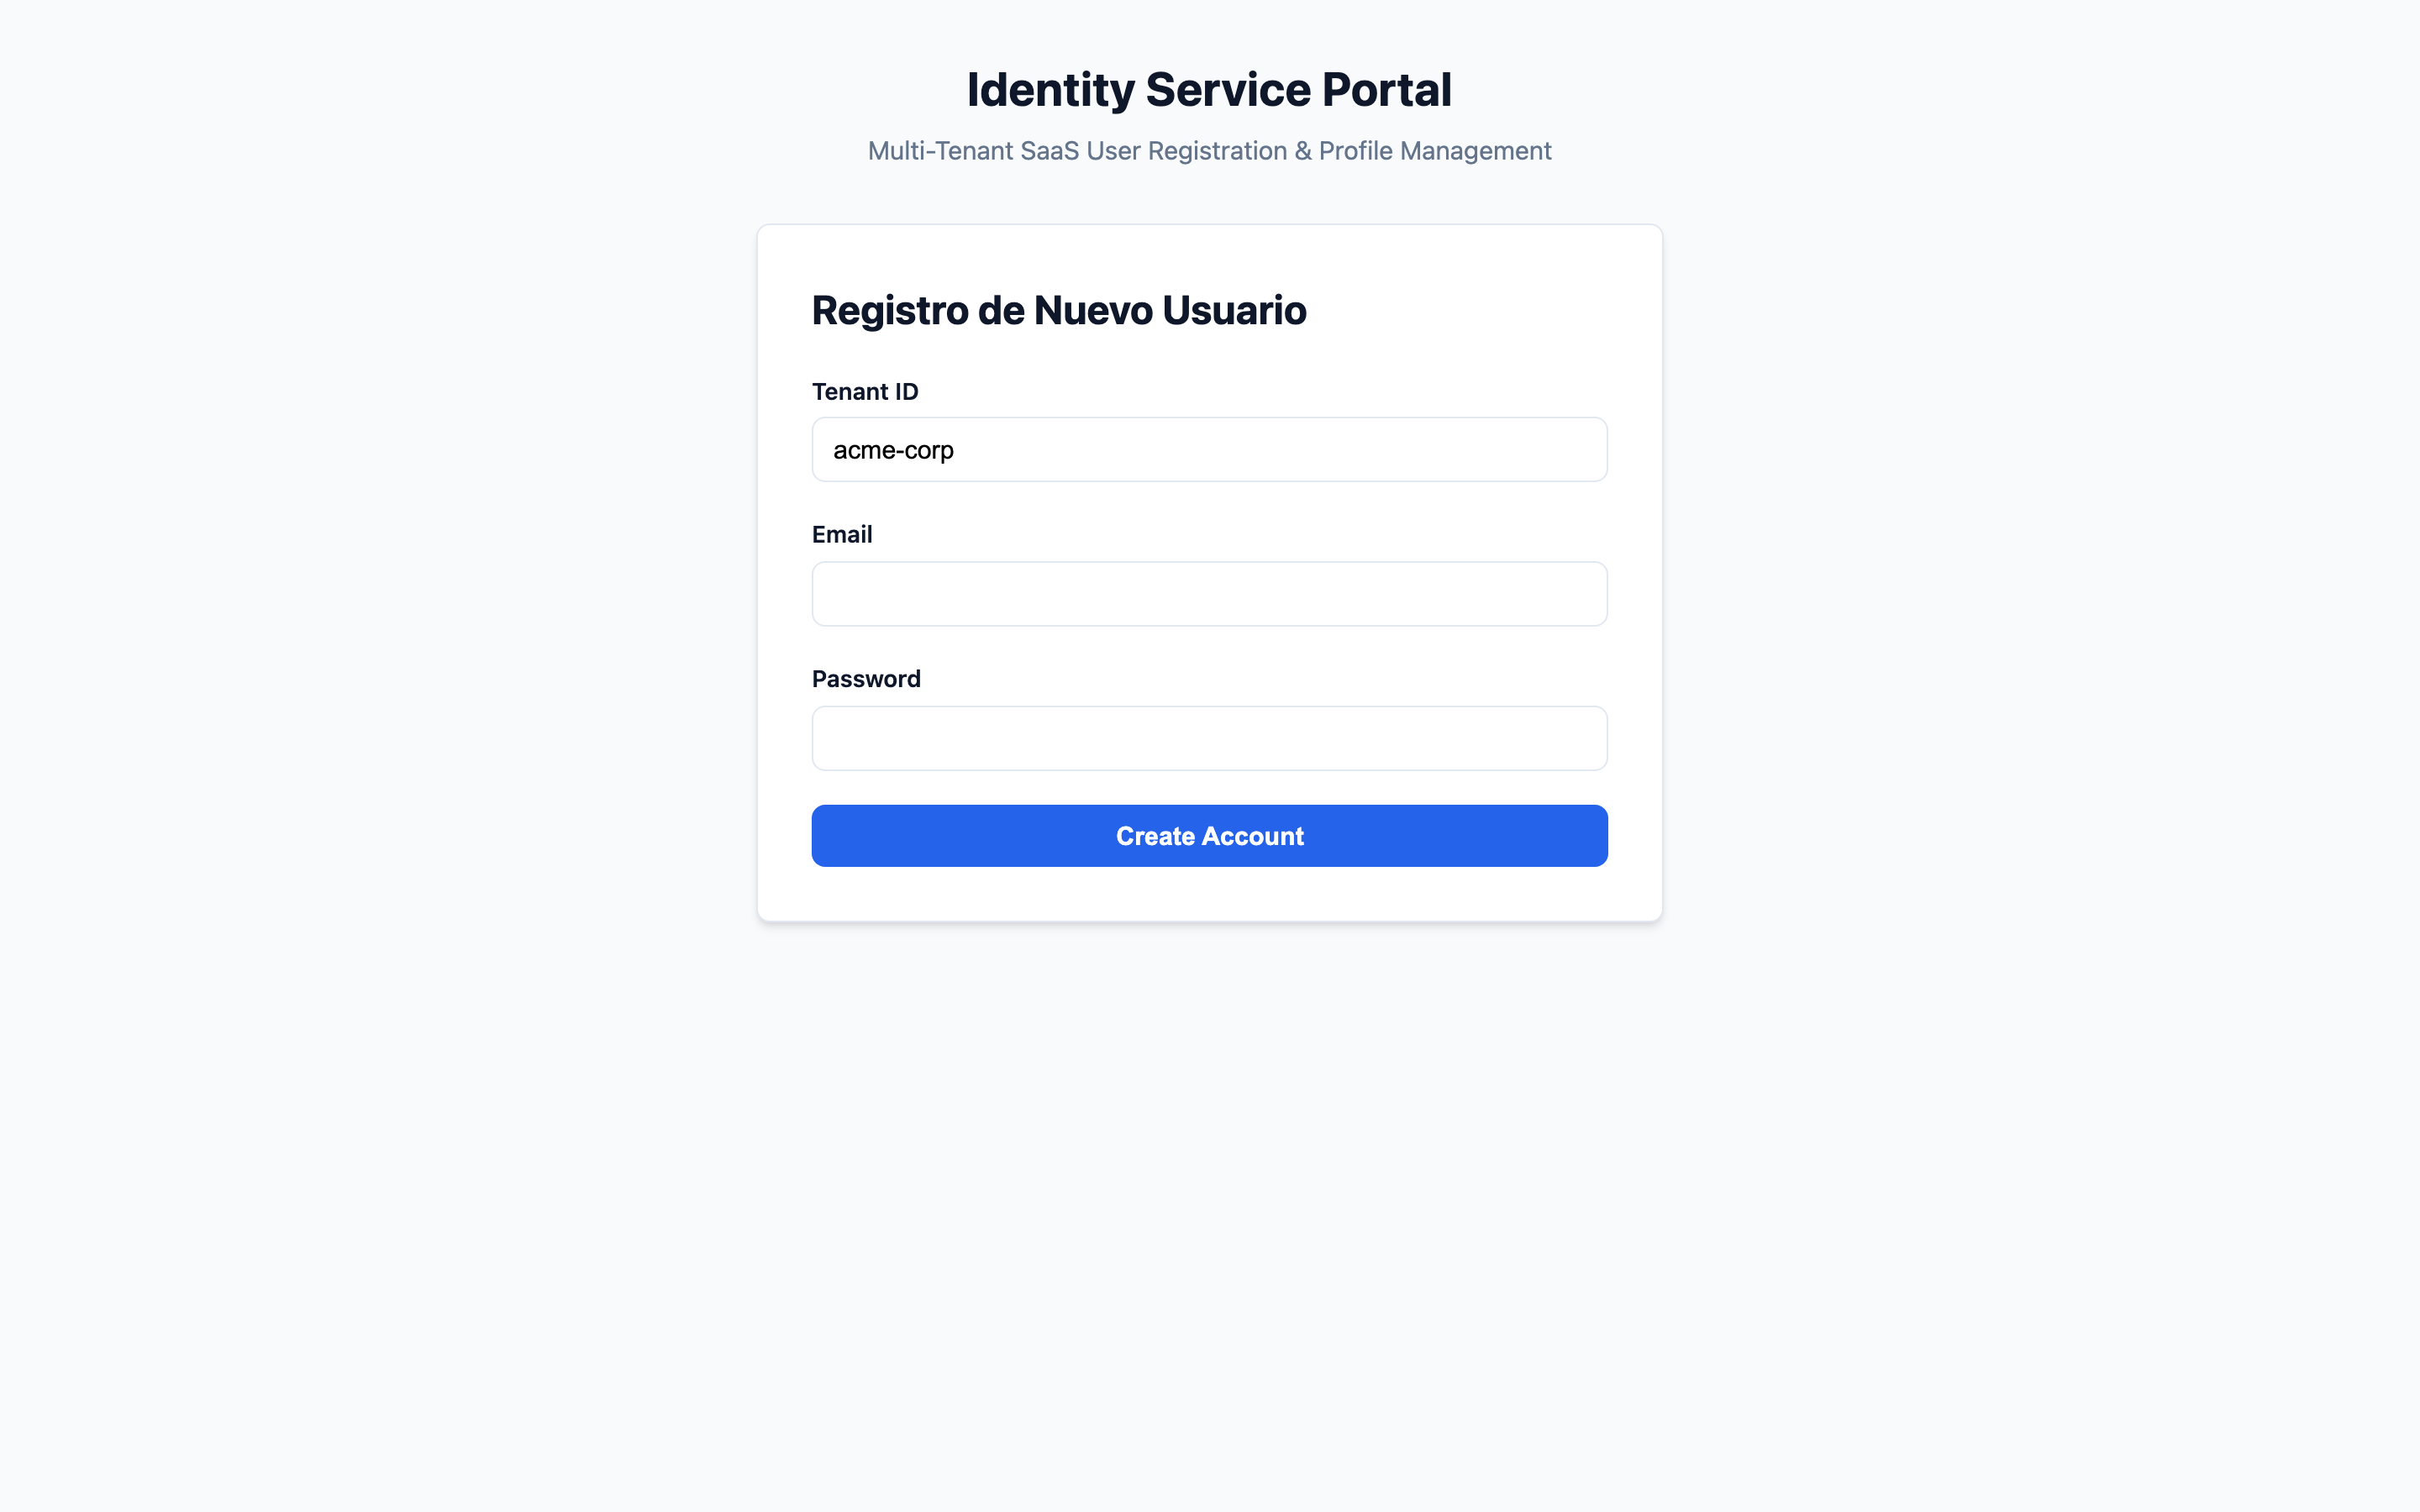 Identity Service Portal
Multi-Tenant SaaS User Registration & Profile Management
Registro de Nuevo Usuario
Tenant ID
acme-corp
Email
Password
Create Account